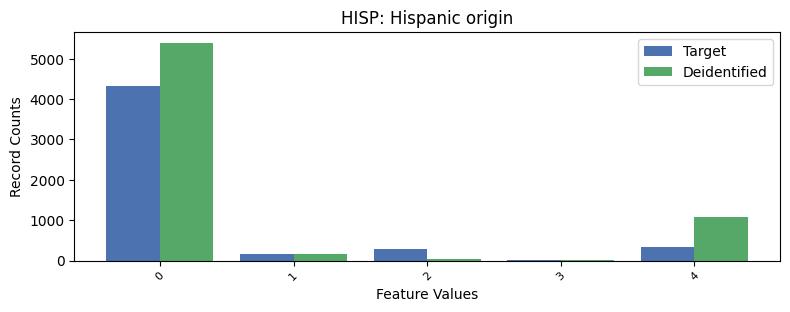 HISP: Hispanic origin
Target
Deidentified
Record Counts
5000
4000
3000
2000
1000
0
0 1 2 3 4
Feature Values